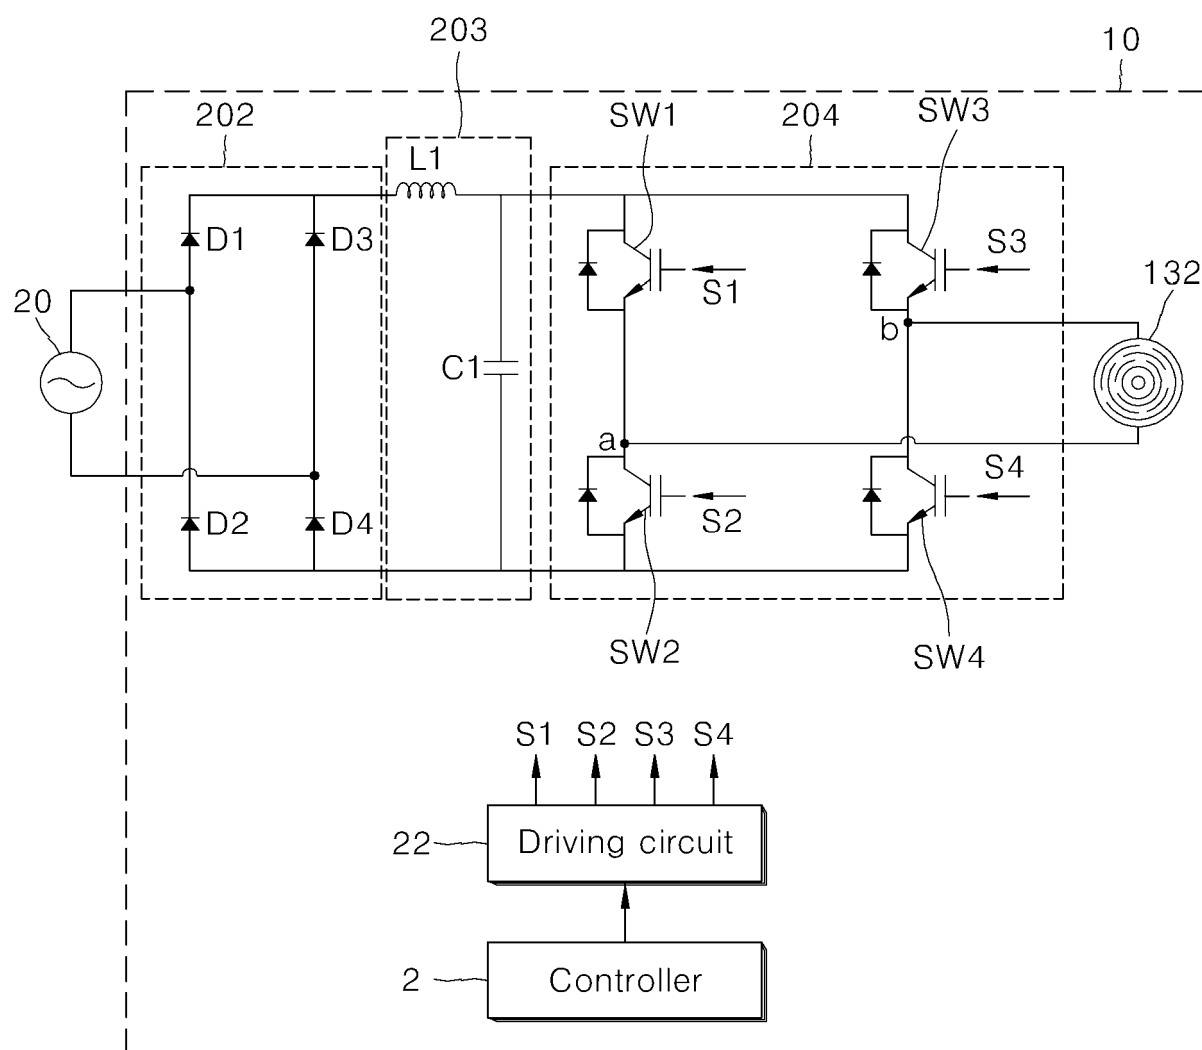 203
10
202
SW1
204
SW3
L1
D1
D3
S3
S1
132
20
b
C1
a
S4
S2
D2
D4
SW2
SW4
S1 S2 S3 S4
22
Driving circuit
2
Controller